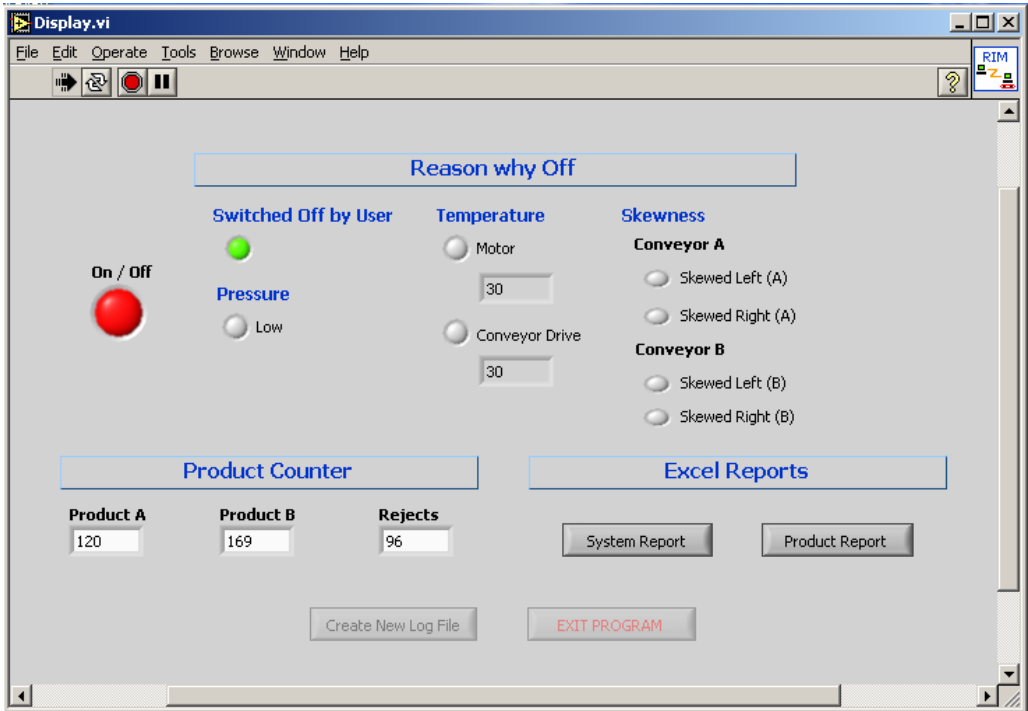 Display.vi
File Edit Operate Tools Browse Window Help
?
RIM
Reason why Off
Switched Off by User
Temperature
Skewness
Motor
Conveyor A
On / Off
Skewed Left (A)
30
Pressure
Skewed Right (A)
Low
Conveyor Drive
Conveyor B
30
Skewed Left (B)
Skewed Right (B)
Product Counter
Excel Reports
Product A
Product B
Rejects
120
169
96
System Report
Product Report
Create New Log File
EXIT PROGRAM